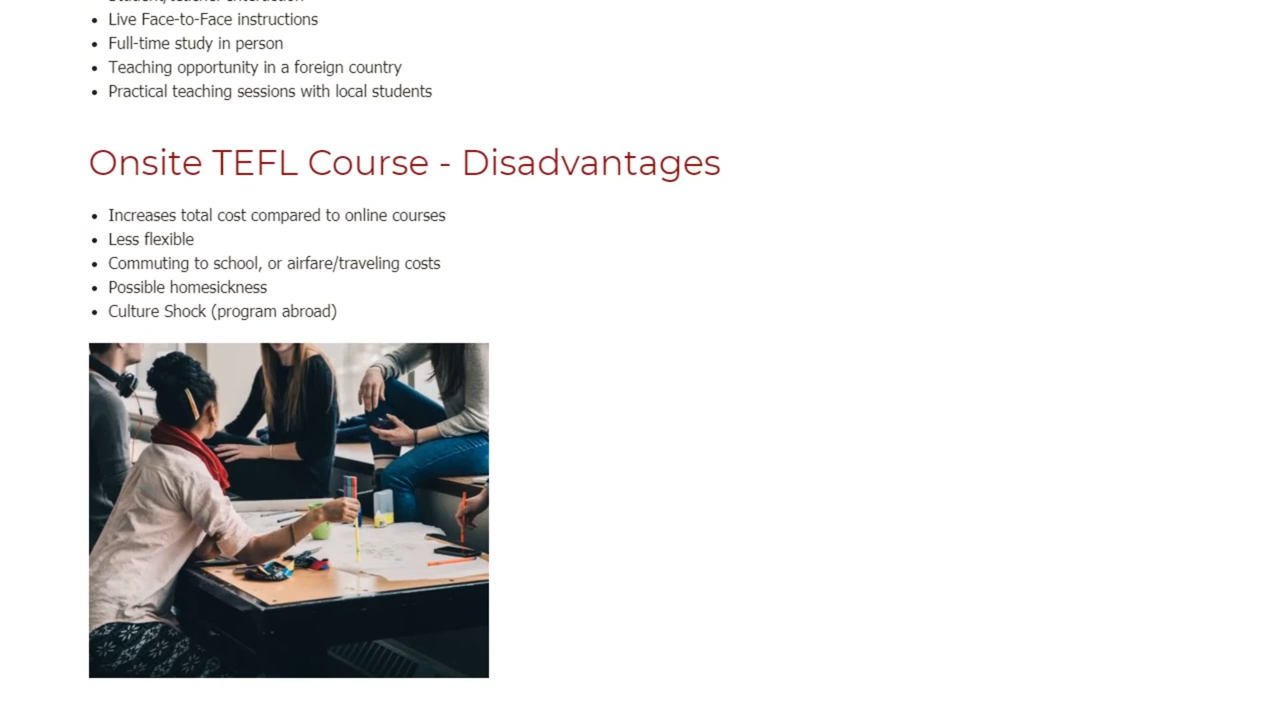 Live Face-to-Face instructions
Full-time study in person
Teaching opportunity in a foreign country
Practical teaching sessions with local students
Onsite TEFL Course - Disadvantages
Increases total cost compared to online courses
Less flexible
Commuting to school, or airfare/traveling costs
Possible homesickness
Culture Shock (program abroad)